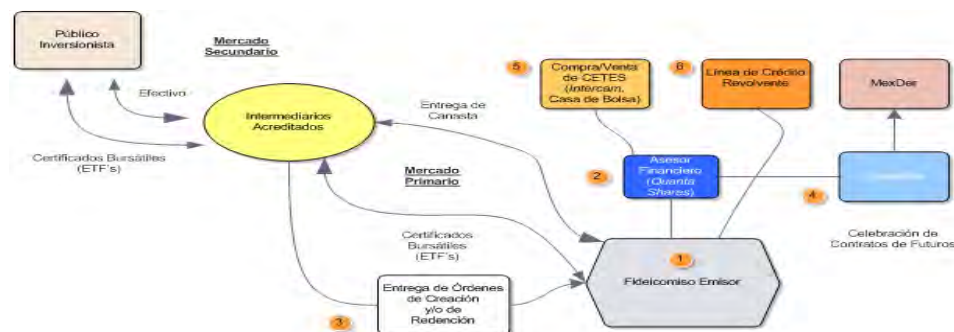 Público
Inversionista
Mercado
Secundario
Efectivo
Certificados Bursátiles
(ETF's)
Intermediarios
Acreditados
Entrega de
Canasta
Mercado
Primario
Certificados
Bursátiles
(ETF's)
5
Compra/Venta
de CETES
(Intercam,
Casa de Bolsa)
6
Línea de Crédito
Revolvente
MexDer
2
Asesor
Financiero
(Quanta
Shares)
4
Celebración de
Contratos de Futuros
1
Fideicomiso Emisor
3
Entrega de Órdenes
de Creación
y/o de
Redención